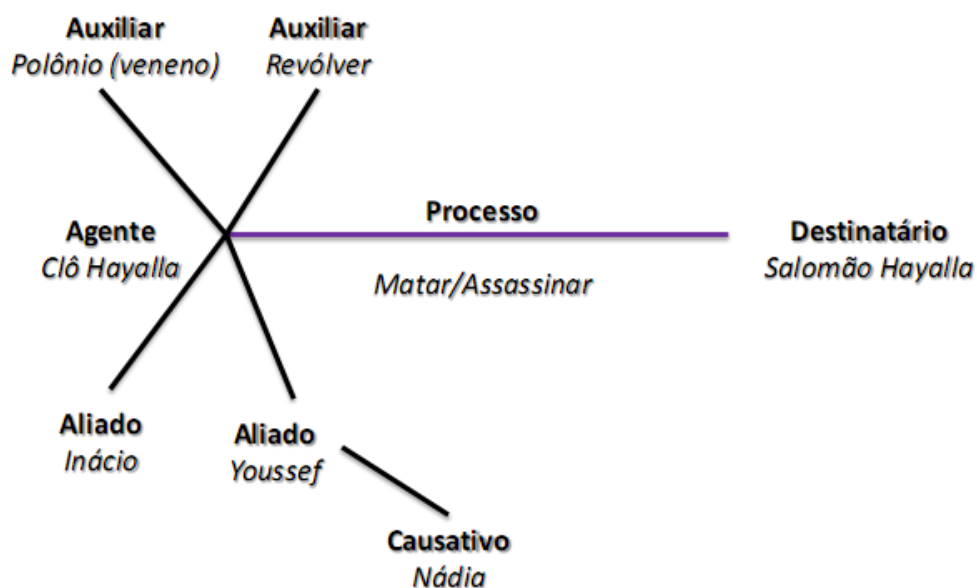 Auxiliar
Polônio (veneno)
Auxiliar
Revólver
Agente
Clô Hayalla
Processo
Matar/Assassinar
Destinatário
Salomão Hayalla
Aliado
Inácio
Aliado
Youssef
Causativo
Nádia